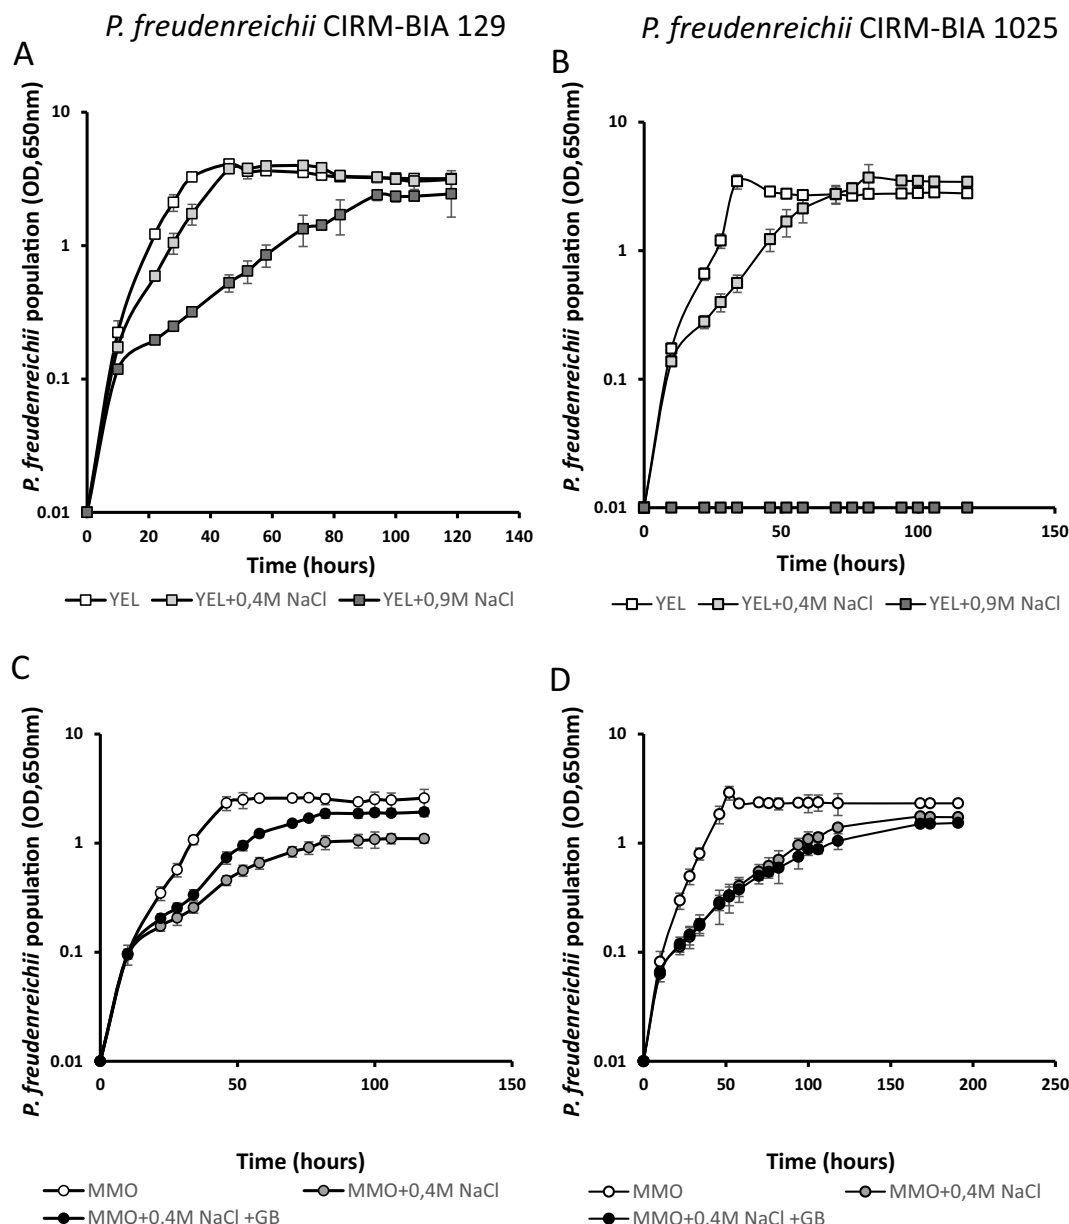 P. freudenreichii CIRM-BIA 129
P. freudenreichii CIRM-BIA 1025
A
P. freudenreichii population (OD,650nm)
10
1
0.1
0.01
0 20 40 60 80 100 120 140
Time (hours)
YEL YEL+0,4M NaCl YEL+0,9M NaCl
B
P. freudenreichii population (OD,650nm)
10
1
0.1
0.01
0 50 100 150
Time (hours)
YEL YEL+0,4M NaCl YEL+0,9M NaCl
C
P. freudenreichii population (OD,650nm)
10
1
0.1
0.01
0 50 100 150
Time (hours)
MMO MMO+0,4M NaCl
MMO+0,4M NaCl +GB
D
P. freudenreichii population (OD,650nm)
10
1
0.1
0.01
0 50 100 150 200 250
Time (hours)
MMO MMO+0,4M NaCl
MMO+0,4M NaCl +GB